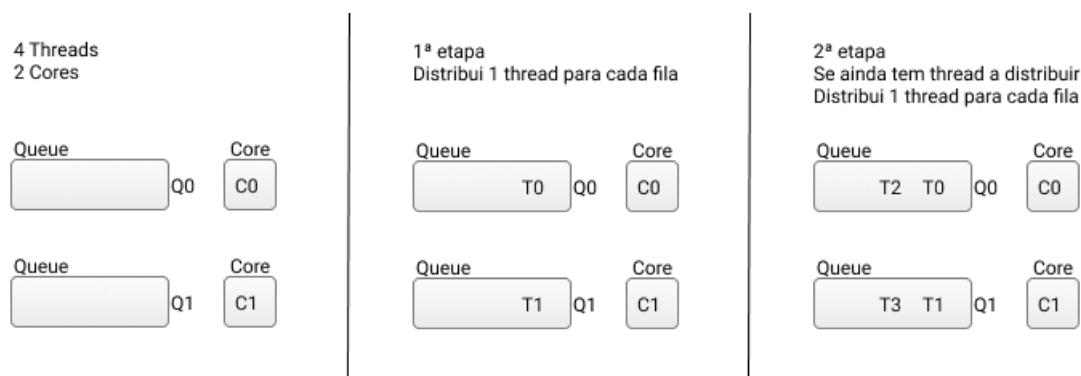 4 Threads
2 Cores
Queue
Core
Q0
C0
Queue
Core
Q1
C1
1ª etapa
Distribui 1 thread para cada fila
Queue
Core
T0
Q0
C0
Queue
Core
T1
Q1
C1
2ª etapa
Se ainda tem thread a distribuir
Distribui 1 thread para cada fila
Queue
Core
T2 T0
Q0
C0
Queue
Core
T3 T1
Q1
C1